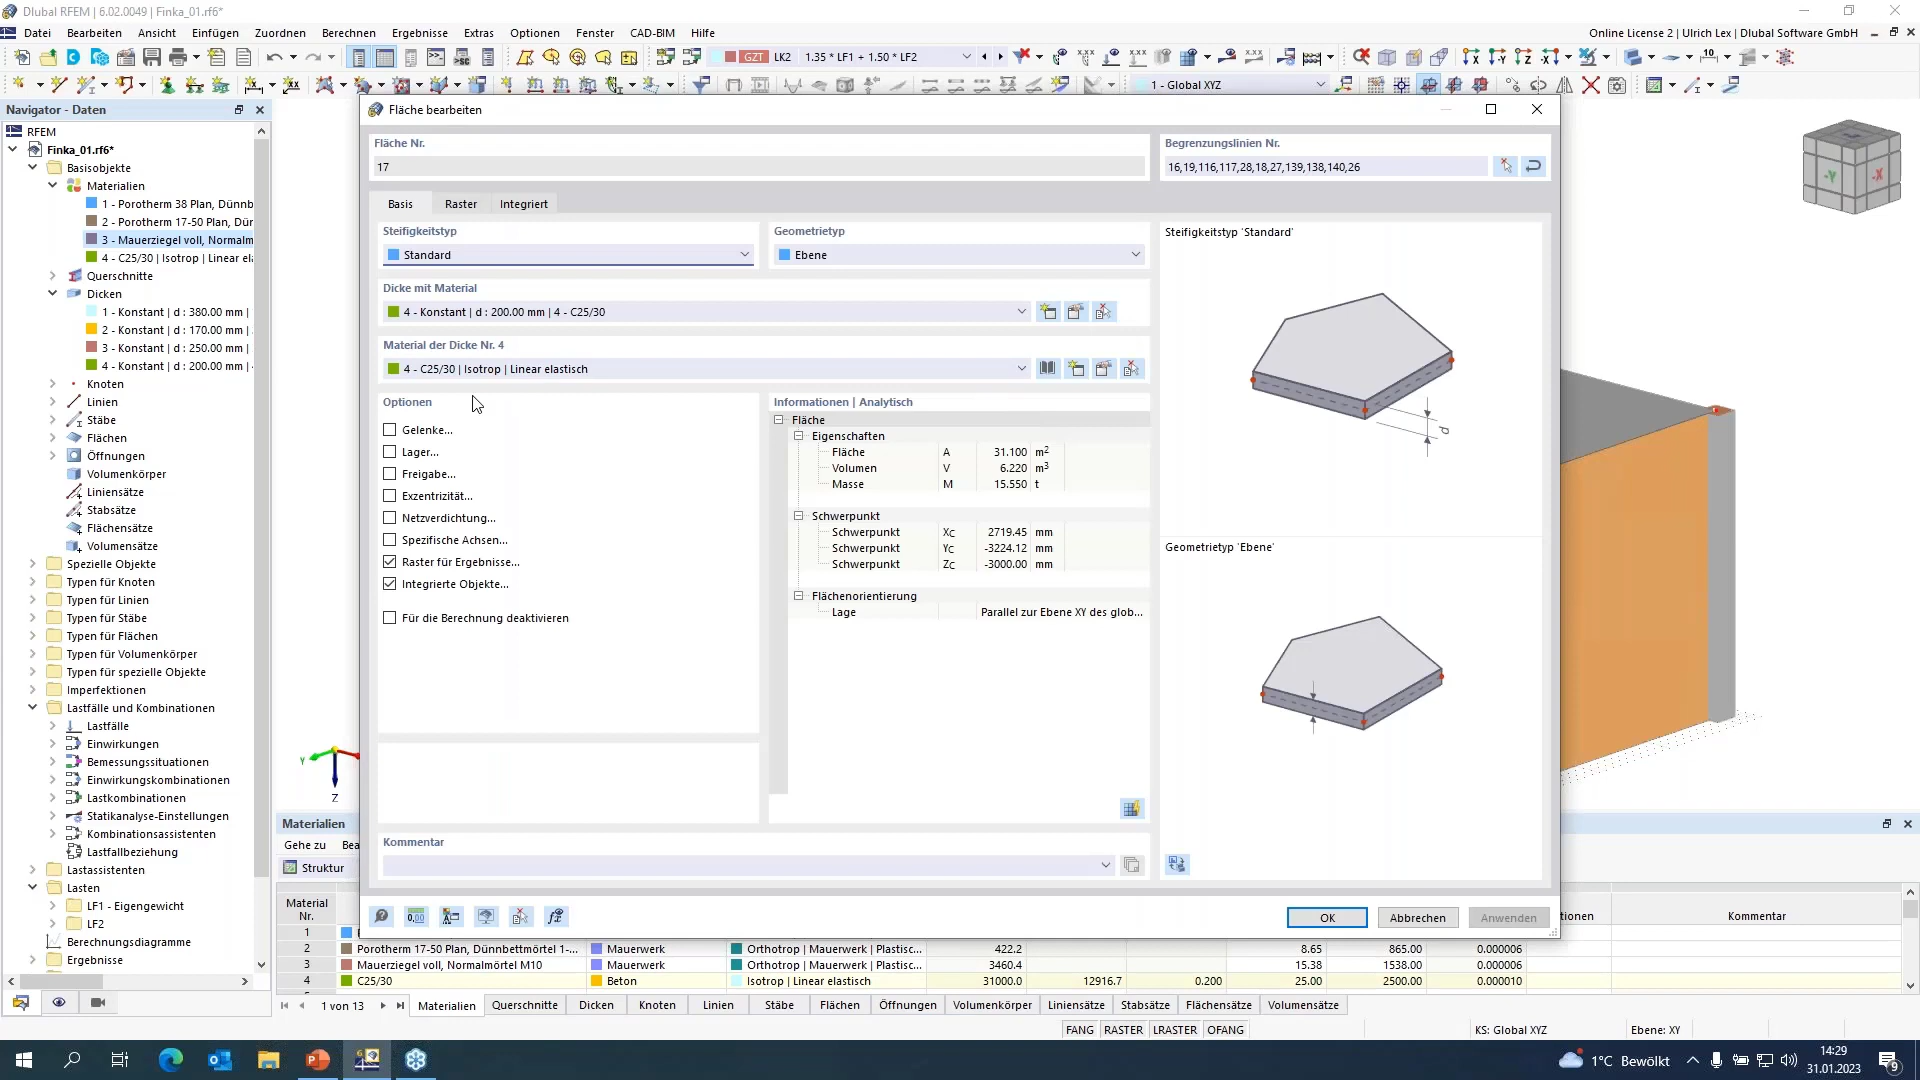 Dlubal RFEM | 6.02.0049 | Finka_01.rf6*
Datei Bearbeiten Ansicht Einfügen Zuordnen Berechnen Ergebnisse Extras Optionen Fenster CAD-BIM Hilfe
Online License 2 | Ulrich Lex | Dlubal Software GmbH
GZT LK2 1.35 * LF1 + 1.50 * LF2
1 - Global XYZ
Navigator - Daten
RFEM
Finka_01.rf6*
Basisobjekte
Materialien
1 - Porotherm 38 Plan, Dünnb
2 - Porotherm 17-50 Plan, Dür
3 - Mauerziegel voll, Normalm
4 - C25/30 | Isotrop | Linear ela
Querschnitte
Dicken
1 - Konstant | d : 380.00 mm |
2 - Konstant | d : 170.00 mm |
3 - Konstant | d : 250.00 mm |
4 - Konstant | d : 200.00 mm |
Knoten
Linien
Stäbe
Flächen
Öffnungen
Volumenkörper
Liniensätze
Stabsätze
Flächensätze
Volumensätze
Spezielle Objekte
Typen für Knoten
Typen für Linien
Typen für Stäbe
Typen für Flächen
Typen für Volumenkörper
Typen für spezielle Objekte
Imperfektionen
Lastfälle und Kombinationen
Lastfälle
Einwirkungen
Bemessungssituationen
Einwirkungskombinationen
Lastkombinationen
Statikanalyse-Einstellungen
Kombinationsassistenten
Lastfallbeziehung
Lastassistenten
Lasten
LF1 - Eigengewicht
LF2
Berechnungsdiagramme
Ergebnisse
Fläche bearbeiten
Fläche Nr.
17
Begrenzungslinien Nr.
16,19,116,117,28,18,27,139,138,140,26
Basis Raster Integriert
Steifigkeitstyp
Standard
Geometrietyp
Ebene
Dicke mit Material
4 - Konstant | d : 200.00 mm | 4 - C25/30
Material der Dicke Nr. 4
4 - C25/30 | Isotrop | Linear elastisch
Optionen
Gelenke...
Lager...
Freigabe...
Exzentrizität...
Netzverdichtung...
Spezifische Achsen...
Raster für Ergebnisse...
Integrierte Objekte...
Für die Berechnung deaktivieren
Informationen | Analytisch
Fläche
Eigenschaften
Fläche A 31.100 m2
Volumen V 6.220 m3
Masse M 15.550 t
Schwerpunkt
Schwerpunkt XC 2719.45 mm
Schwerpunkt YC -3224.12 mm
Schwerpunkt ZC -3000.00 mm
Flächenorientierung
Lage Parallel zur Ebene XY des glob...
Steifigkeitstyp 'Standard'
d
Geometrietyp 'Ebene'
Kommentar
OK Abbrechen Anwenden
-Y -X
Y
Z
Materialien
Gehe zu Bea
Struktur
Material
Nr. tionen Kommentar
1
2 Porotherm 17-50 Plan, Dünnbettmörtel 1-... Mauerwerk Orthotrop | Mauerwerk | Plastisc... 422.2 8.65 865.00 0.000006
3 Mauerziegel voll, Normalmörtel M10 Mauerwerk Orthotrop | Mauerwerk | Plastisc... 3460.4 15.38 1538.00 0.000006
4 C25/30 Beton Isotrop | Linear elastisch 31000.0 12916.7 0.200 25.00 2500.00 0.000010
1 von 13 Materialien Querschnitte Dicken Knoten Linien Stäbe Flächen Öffnungen Volumenkörper Liniensätze Stabsätze Flächensätze Volumensätze
FANG RASTER LRASTER OFANG KS: Global XYZ Ebene: XY
1°C Bewölkt
14:29
31.01.2023
9